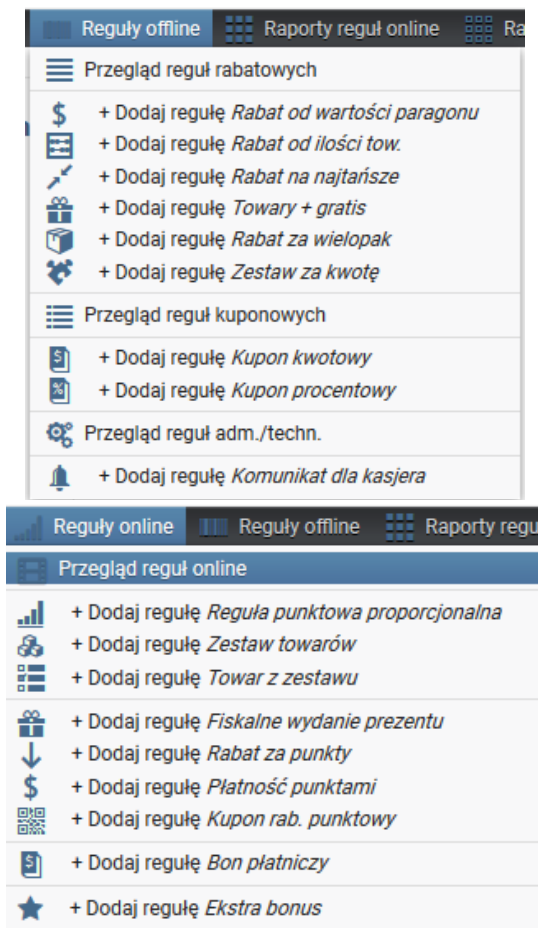 Reguły offline Raporty reguł online Ra
Przegląd reguł rabatowych
+ Dodaj regułę Rabat od wartości paragonu
+ Dodaj regułę Rabat od ilości tow.
+ Dodaj regułę Rabat na najtańsze
+ Dodaj regułę Towary + gratis
+ Dodaj regułę Rabat za wielopak
+ Dodaj regułę Zestaw za kwotę
Przegląd reguł kuponowych
+ Dodaj regułę Kupon kwotowy
+ Dodaj regułę Kupon procentowy
Przegląd reguł adm./techn.
+ Dodaj regułę Komunikat dla kasjera
Reguły online Reguły offline Raporty regu
Przegląd reguł online
+ Dodaj regułę Reguła punktowa proporcjonalna
+ Dodaj regułę Zestaw towarów
+ Dodaj regułę Towar z zestawu
+ Dodaj regułę Fiskalne wydanie prezentu
+ Dodaj regułę Rabat za punkty
+ Dodaj regułę Płatność punktami
+ Dodaj regułę Kupon rab. punktowy
+ Dodaj regułę Bon płatniczy
+ Dodaj regułę Ekstra bonus